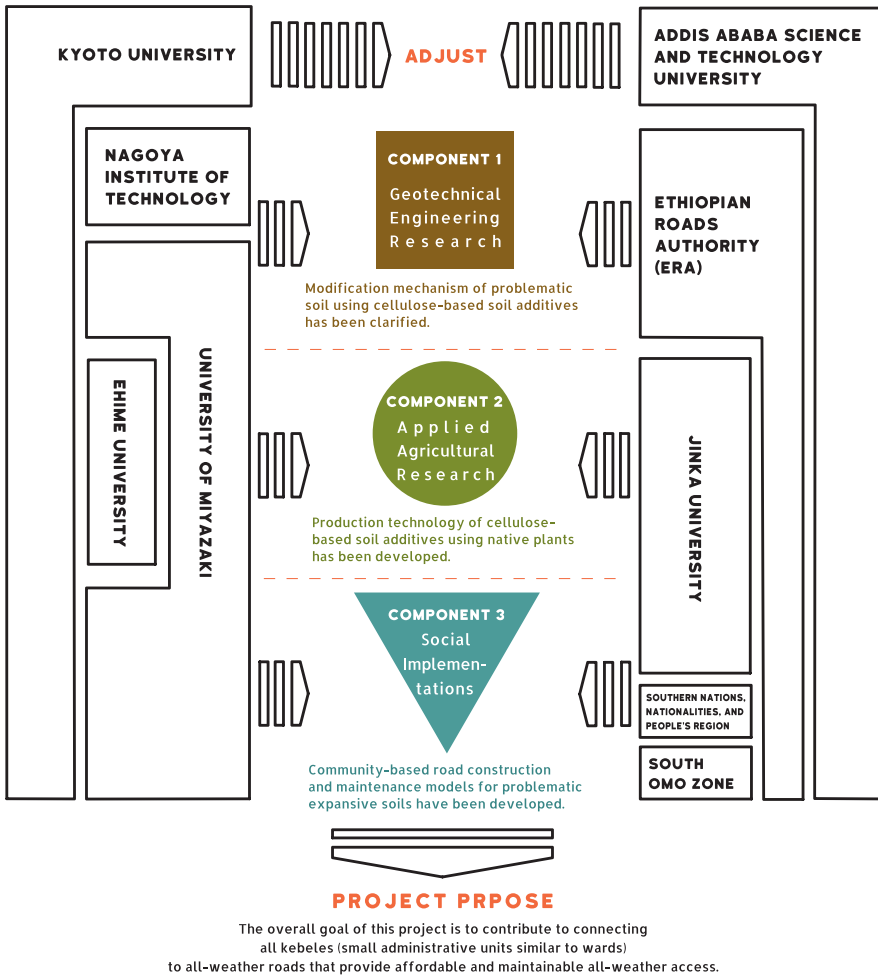 KYOTO UNIVERSITY
ADJUST
ADDIS ABABA SCIENCE
AND TECHNOLOGY
UNIVERSITY
NAGOYA
INSTITUTE OF
TECHNOLOGY
COMPONENT 1
Geotechnical
Engineering
Research
ETHIOPIAN
ROADS
AUTHORITY
(ERA)
Modification mechanism of problematic
soil using cellulose-based soil additives
has been clarified.
EHIME UNIVERSITY
UNIVERSITY OF MIYAZAKI
COMPONENT 2
Applied
Agricultural
Research
JINKA UNIVERSITY
Production technology of cellulose-
based soil additives using native plants
has been developed.
COMPONENT 3
Social
Implemen-
tations
SOUTHERN NATIONS,
NATIONALITIES, AND
PEOPLE'S REGION
SOUTH
OMO ZONE
Community-based road construction
and maintenance models for problematic
expansive soils have been developed.
PROJECT PRPOSE
The overall goal of this project is to contribute to connecting
all kebeles (small administrative units similar to wards)
to all-weather roads that provide affordable and maintainable all-weather access.